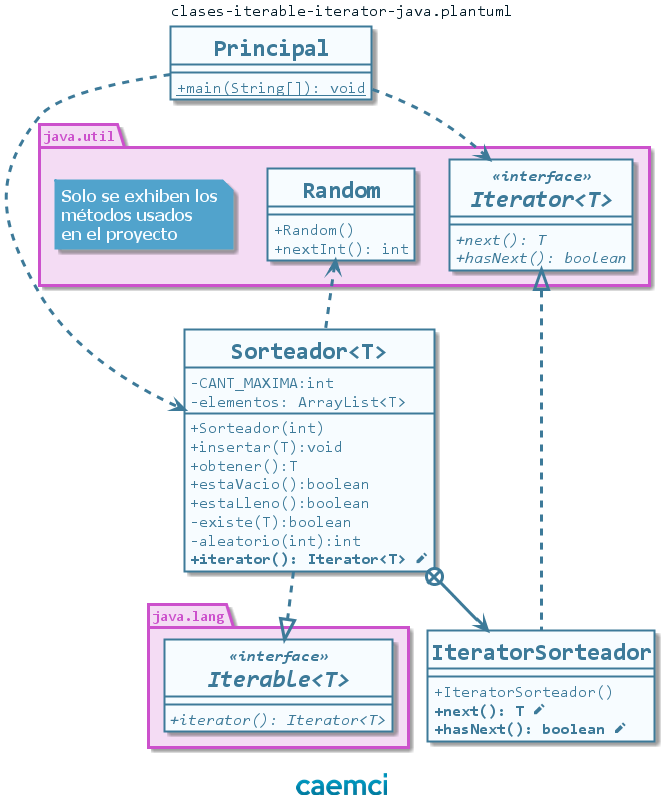 clases-iterable-iterator-java.plantuml
Principal
+main(String[]): void
java.util
Solo se exhiben los
métodos usados
en el proyecto
Random
+Random()
+nextInt(): int
«interface»
Iterator<T>
+next(): T
+hasNext(): boolean
Sorteador<T>
-CANT_MAXIMA:int
-elementos: ArrayList<T>
+Sorteador(int)
+insertar(T):void
+obtener():T
+estaVacio():boolean
+estaLleno():boolean
-existe(T):boolean
-aleatorio(int):int
+iterator(): Iterator<T>
java.lang
«interface»
Iterable<T>
+iterator(): Iterator<T>
IteratorSorteador
+IteratorSorteador()
+next(): T
+hasNext(): boolean
caemci